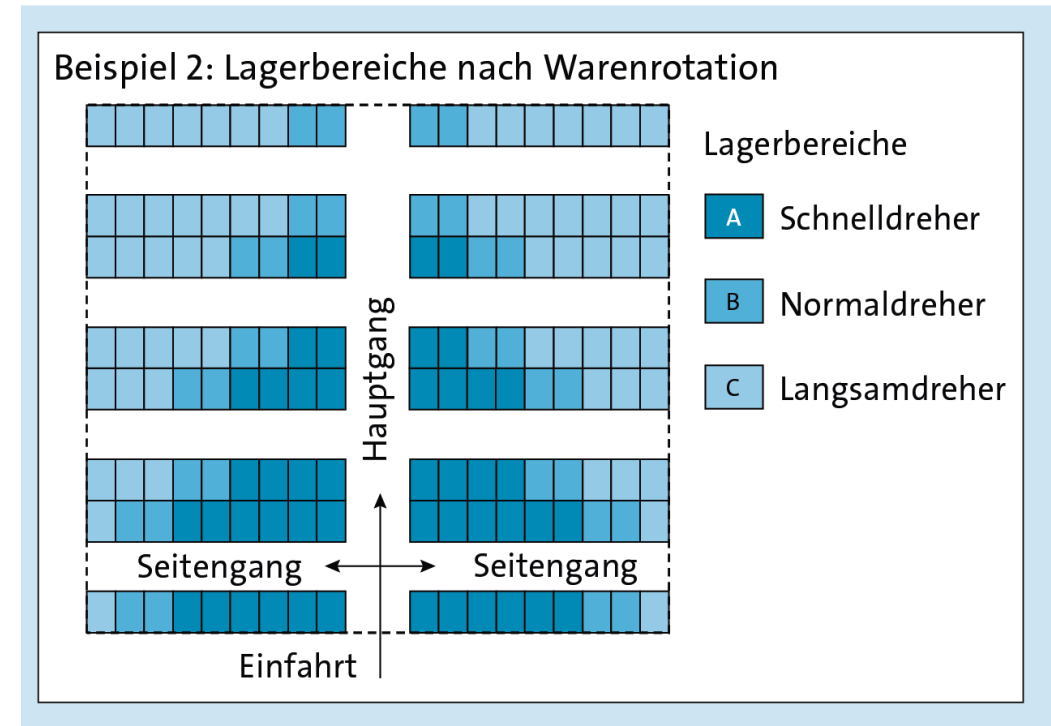 Beispiel 2: Lagerbereiche nach Warenrotation
Lagerbereiche
A Schnelldreher
B Normaldreher
C Langsamdreher
Hauptgang
Seitengang
Seitengang
Einfahrt